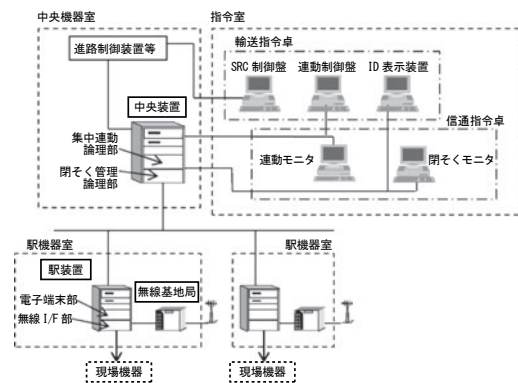 中央機器室
指令室
進路制御装置等
輸送指令卓
SRC 制御盤
連動制御盤
ID 表示装置
中央装置
集中連動
論理部
閉そく管理
論理部
信通指令卓
連動モニタ
閉そくモニタ
駅機器室
駅機器室
駅装置
無線基地局
電子端末部
無線 I/F 部
現場機器
現場機器